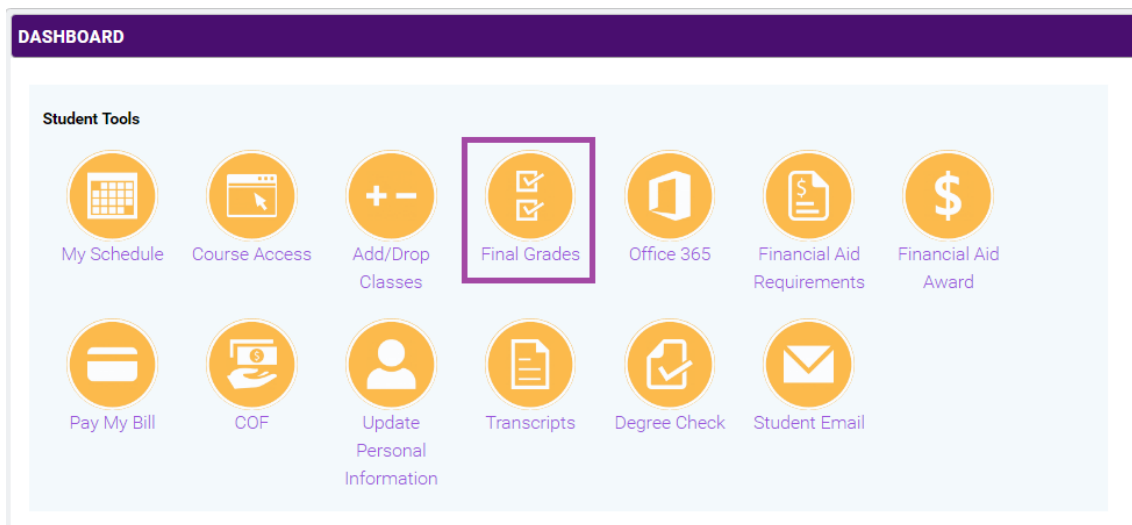 DASHBOARD
Student Tools
My Schedule
Course Access
Add/Drop
Classes
Final Grades
Office 365
Financial Aid
Requirements
Financial Aid
Award
Pay My Bill
COF
Update
Personal
Information
Transcripts
Degree Check
Student Email